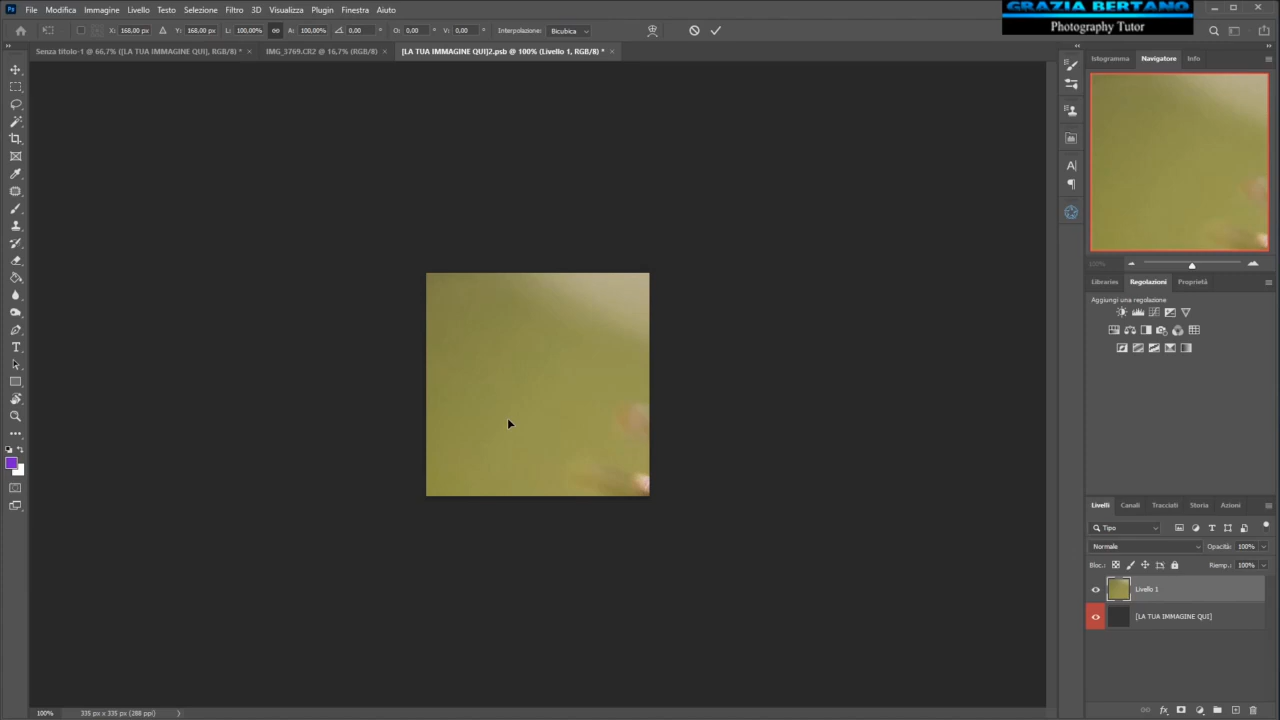 File Modifica Immagine Livello Testo Selezione Filtro 3D Visualizza Plugin Finestra Aiuto
GRAZIA BERTANO
Photography Tutor
X: 168,00 px Y: 168,00 px L: 100,00% A: 100,00% 0,00 ° O: 0,00 ° V: 0,00 ° Interpolazione: Bicubica
Senza titolo-1 @ 66,7% ([LA TUA IMMAGINE QUI], RGB/8) * ×
IMG_3769.CR2 @ 16,7% (RGB/8) ×
[LA TUA IMMAGINE QUI]2.psb @ 100% (Livello 1, RGB/8) * ×
Istogramma Navigatore Info
100%
Libraries Regolazioni Proprietà
Aggiungi una regolazione
Livelli Canali Tracciati Storia Azioni
Tipo
Normale Opacità: 100%
Bloc.: Riemp.: 100%
Livello 1
[LA TUA IMMAGINE QUI]
100% 335 px x 335 px (288 ppi)